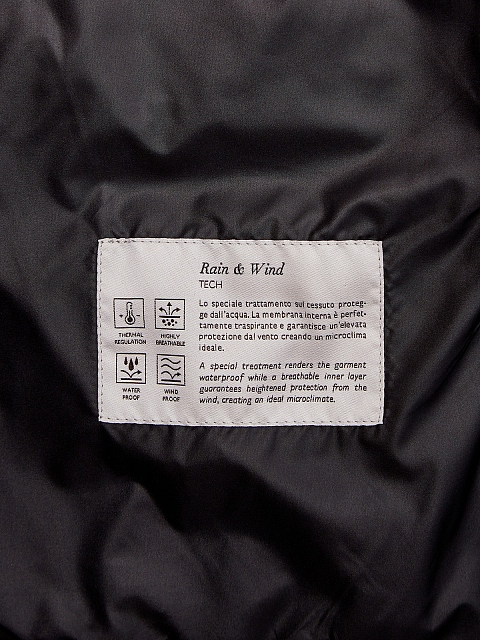 Rain & Wind
TECH
Lo speciale trattamento sul tessuto proteg-
ge dall'acqua. La membrana interna è perfet-
tamente traspirante e garantisce un'elevata
protezione dal vento creando un microclima
ideale.
A special treatment renders the garment
waterproof while a breathable inner layer
guarantees heightened protection from the
wind, creating an ideal microclimate.
THERMAL
REGULATION
HIGHLY
BREATHABLE
WATER
PROOF
WIND
PROOF